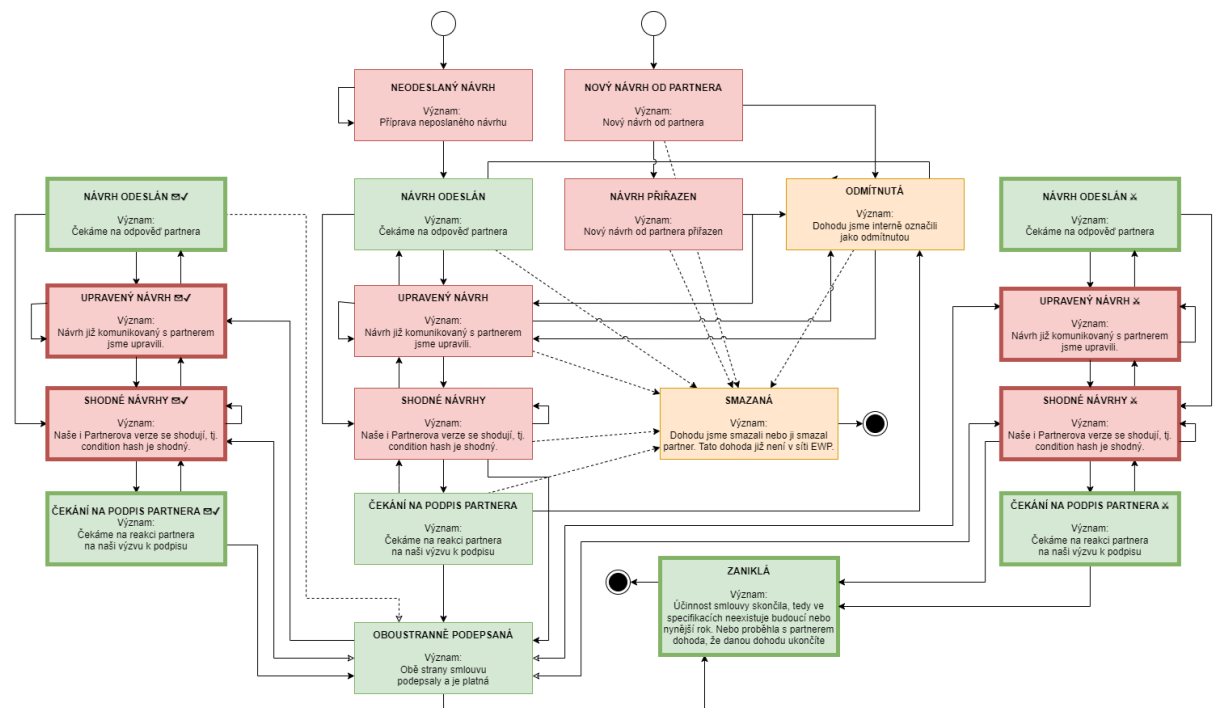 NEODESLANÝ NÁVRH
Význam:
Příprava neposlaného návrhu
NOVÝ NÁVRH OD PARTNERA
Význam:
Nový návrh od partnera
NÁVRH ODESLÁN ✉✓
Význam:
Čekáme na odpověď partnera
NÁVRH ODESLÁN
Význam:
Čekáme na odpověď partnera
NÁVRH PŘIŘAZEN
Význam:
Nový návrh od partnera přiřazen
ODMÍTNUTÁ
Význam:
Dohodu jsme interně označili
jako odmítnutou
NÁVRH ODESLÁN ⚔
Význam:
Čekáme na odpověď partnera
UPRAVENÝ NÁVRH ✉✓
Význam:
Návrh již komunikovaný s partnerem
jsme upravili.
UPRAVENÝ NÁVRH
Význam:
Návrh již komunikovaný s partnerem
jsme upravili.
UPRAVENÝ NÁVRH ⚔
Význam:
Návrh již komunikovaný s partnerem
jsme upravili.
SHODNÉ NÁVRHY ✉✓
Význam:
Naše i Partnerova verze se shodují, tj.
condition hash je shodný.
SHODNÉ NÁVRHY
Význam:
Naše i Partnerova verze se shodují, tj.
condition hash je shodný.
SMAZANÁ
Význam:
Dohodu jsme smazali nebo ji smazal
partner. Tato dohoda již není v síti EWP.
SHODNÉ NÁVRHY ⚔
Význam:
Naše i Partnerova verze se shodují, tj.
condition hash je shodný.
ČEKÁNÍ NA PODPIS PARTNERA ✉✓
Význam:
Čekáme na reakci partnera
na naši výzvu k podpisu
ČEKÁNÍ NA PODPIS PARTNERA
Význam:
Čekáme na reakci partnera
na naši výzvu k podpisu
ČEKÁNÍ NA PODPIS PARTNERA ⚔
Význam:
Čekáme na reakci partnera
na naši výzvu k podpisu
ZANIKLÁ
Význam:
Účinnost smlouvy skončila, tedy ve
specifikacích neexistuje budoucí nebo
nynější rok. Nebo proběhla s partnerem
dohoda, že danou dohodu ukončíte
OBOUSTRANNĚ PODEPSANÁ
Význam:
Obě strany smlouvu
podepsaly a je platná